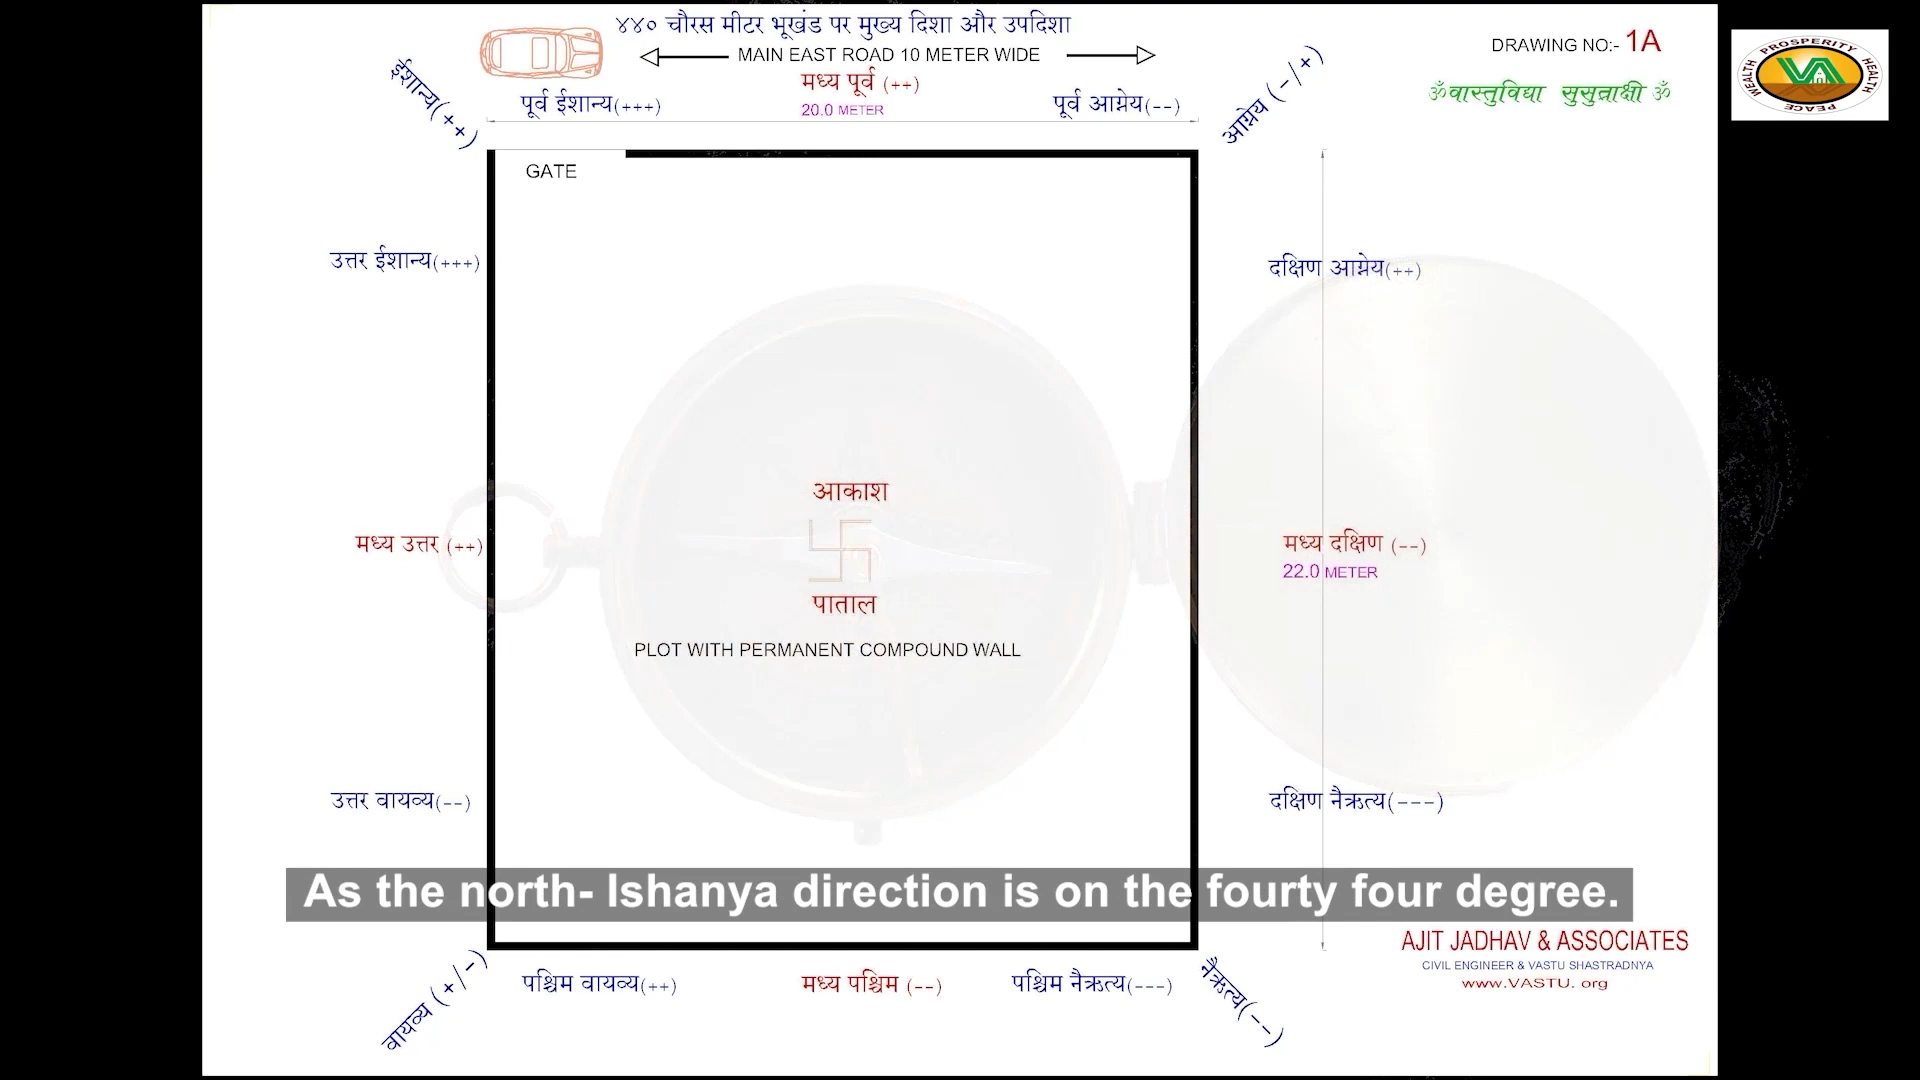 ४४० चौरस मीटर भूखंड पर मुख्य दिशा और उपदिशा
MAIN EAST ROAD 10 METER WIDE
DRAWING NO:- 1A
WEALTH PROSPERITY HEALTH PEACE
VA
मध्य पूर्व (++)
ॐवास्तुविद्या सुसुत्राक्षी ॐ
ईशान्य(++)
पूर्व ईशान्य(+++)
20.0 METER
पूर्व आग्नेय(--)
आग्नेय (-/+)
GATE
उत्तर ईशान्य(+++)
दक्षिण आग्नेय(++)
आकाश
मध्य उत्तर (++)
मध्य दक्षिण (--)
22.0 METER
पाताल
PLOT WITH PERMANENT COMPOUND WALL
उत्तर वायव्य(--)
दक्षिण नैऋत्य(---)
As the north- Ishanya direction is on the fourty four degree.
AJIT JADHAV & ASSOCIATES
CIVIL ENGINEER & VASTU SHASTRADNYA
www.VASTU. org
वायव्य (+/-)
पश्चिम वायव्य(++)
मध्य पश्चिम (--)
पश्चिम नैऋत्य(---)
नैऋत्य(--)